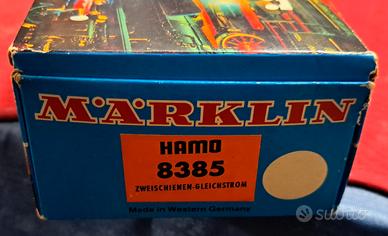 MÄRKLIN
HAMO
8385
ZWEISCHIENEN-GLEICHSTROM
Made in Western Germany
subito